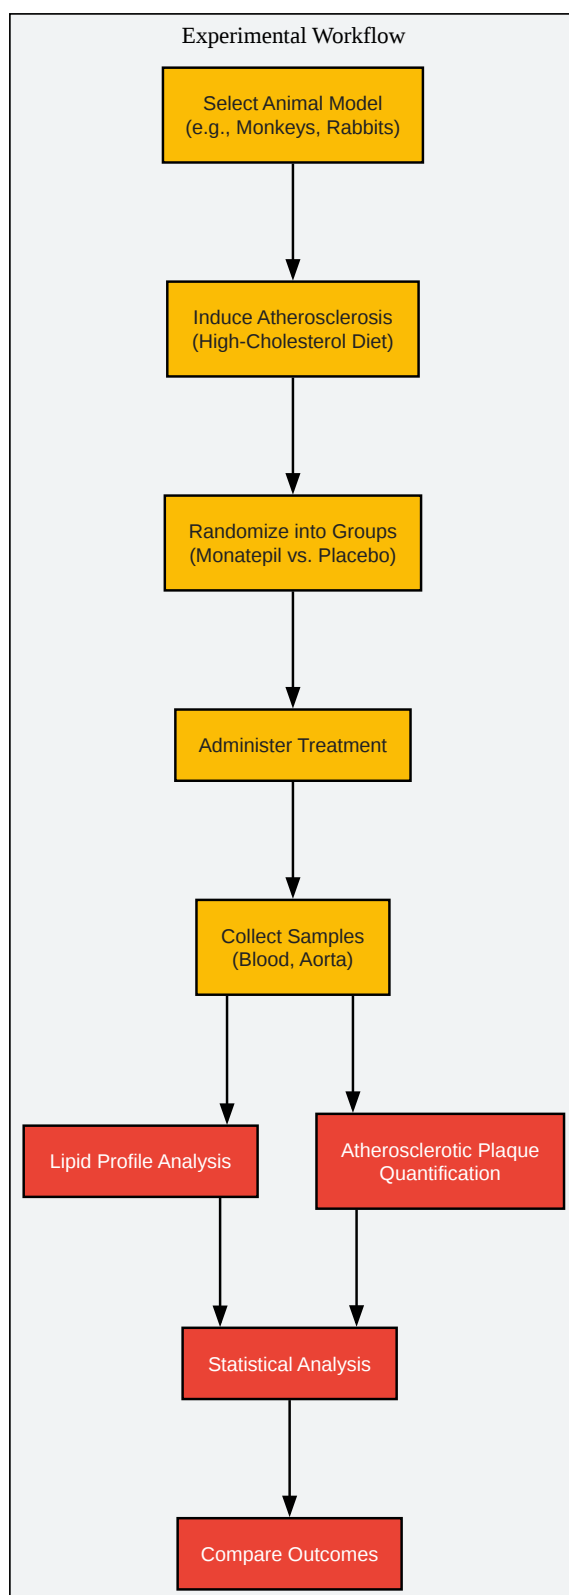 Experimental Workflow
Select Animal Model
(e.g., Monkeys, Rabbits)
Induce Atherosclerosis
(High-Cholesterol Diet)
Randomize into Groups
(Monatepil vs. Placebo)
Administer Treatment
Collect Samples
(Blood, Aorta)
Lipid Profile Analysis
Atherosclerotic Plaque
Quantification
Statistical Analysis
Compare Outcomes